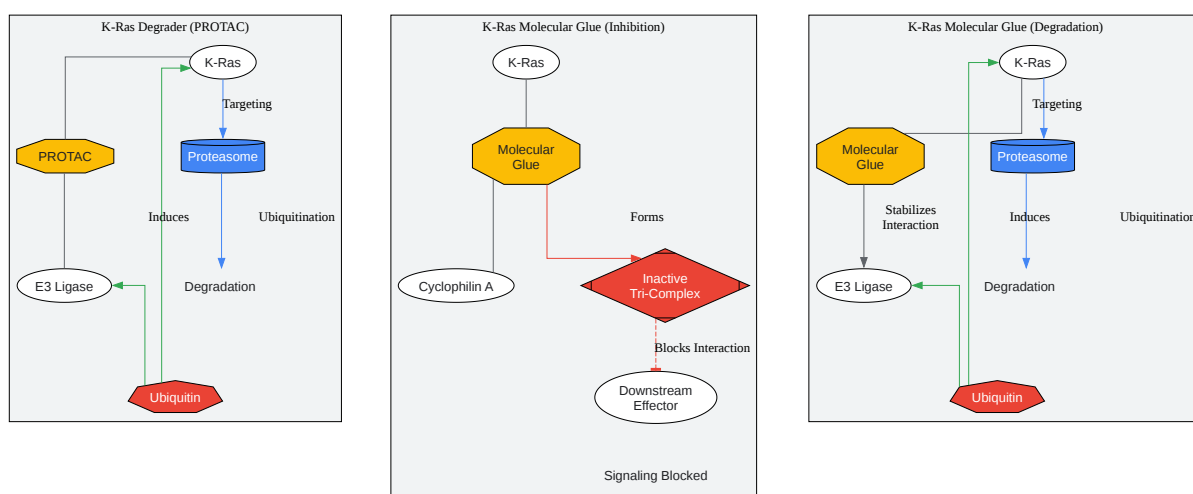 K-Ras Degrader (PROTAC)
K-Ras
Targeting
PROTAC
Proteasome
Induces
Ubiquitination
E3 Ligase
Degradation
Ubiquitin
K-Ras Molecular Glue (Inhibition)
K-Ras
Molecular
Glue
Forms
Cyclophilin A
Inactive
Tri-Complex
Blocks Interaction
Downstream
Effector
Signaling Blocked
K-Ras Molecular Glue (Degradation)
K-Ras
Targeting
Molecular
Glue
Proteasome
Stabilizes
Interaction
Induces
Ubiquitination
E3 Ligase
Degradation
Ubiquitin